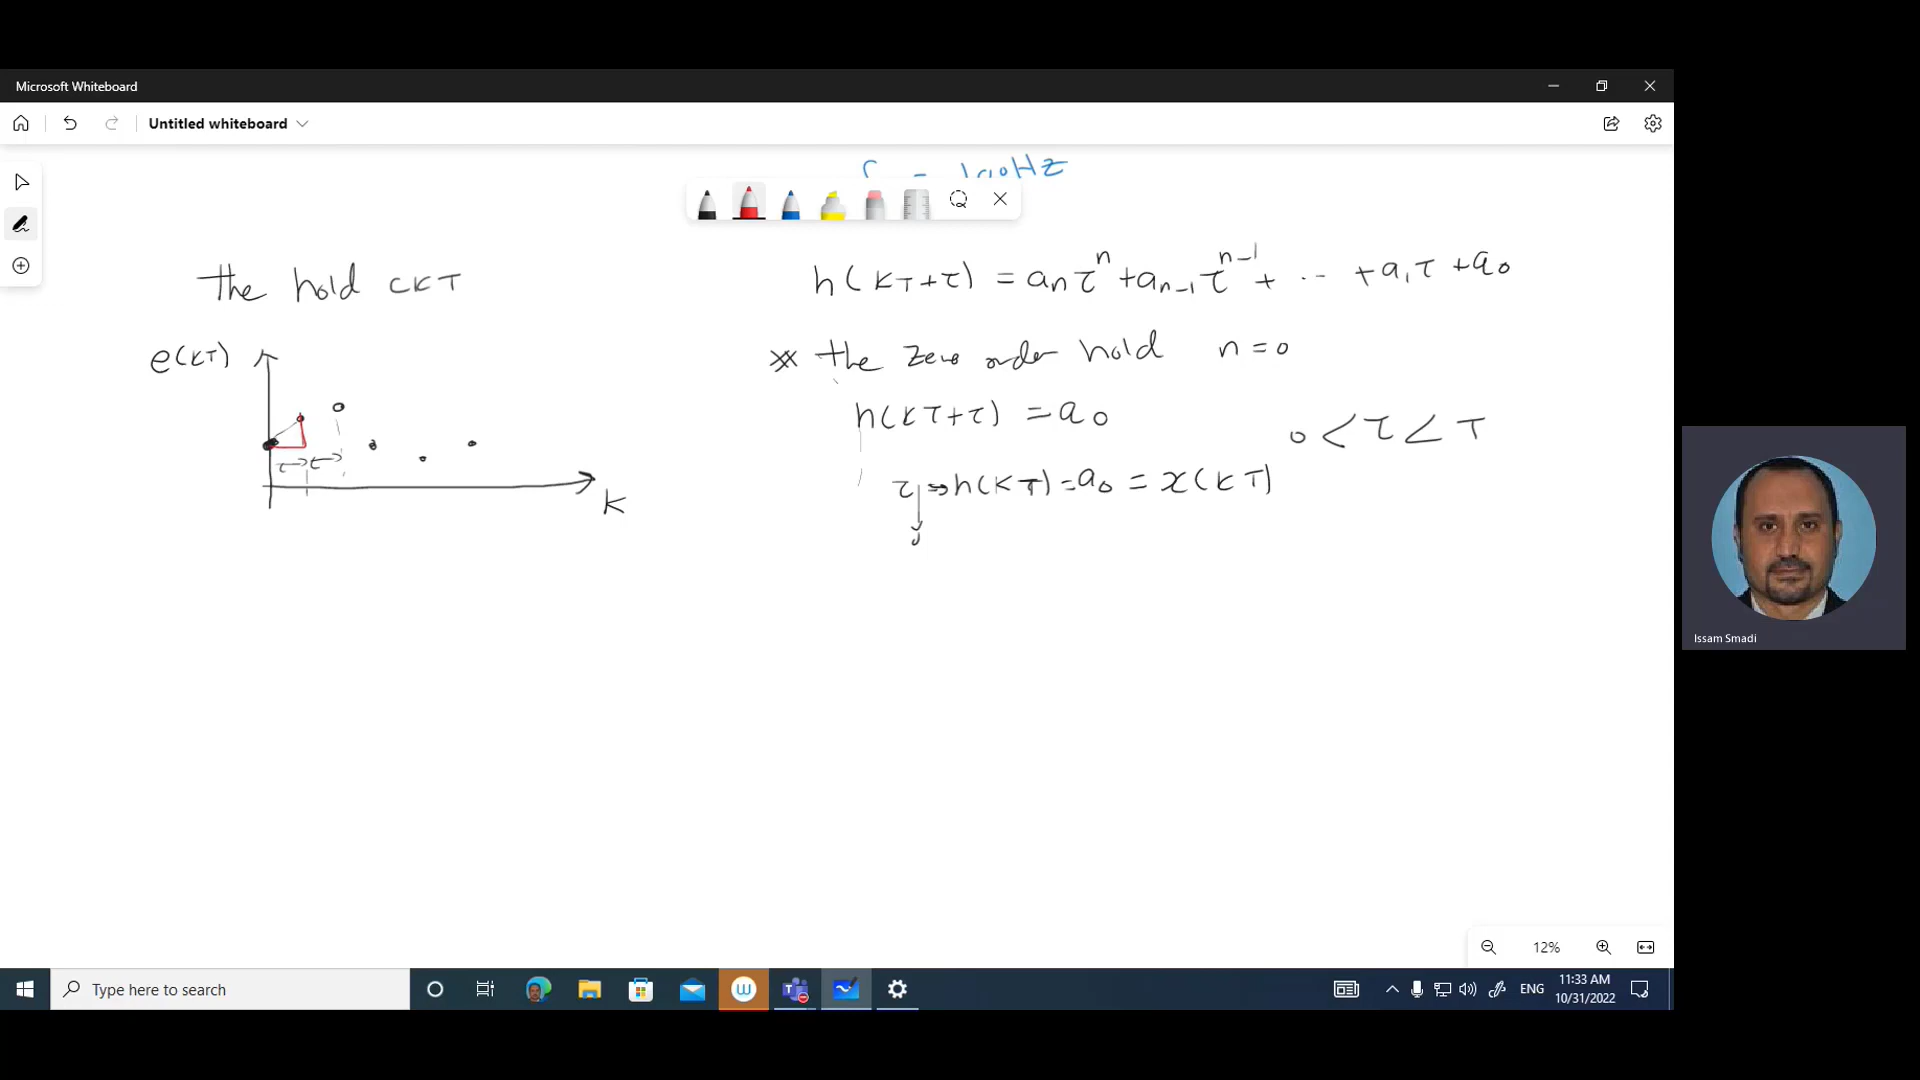 Microsoft Whiteboard
Untitled whiteboard
= 100Hz
the hold CKT
h(KT+τ) = anτ^n + an-1 τ^n-1 + ... + a1τ + a0
e(KT)
** the zero order hold n=0
h(KT+τ) = a0
0 < τ < T
τ τ
K
τ → h(KT) = a0 = x(KT)
0
Issam Smadi
12%
Type here to search
W
ENG
11:33 AM
10/31/2022